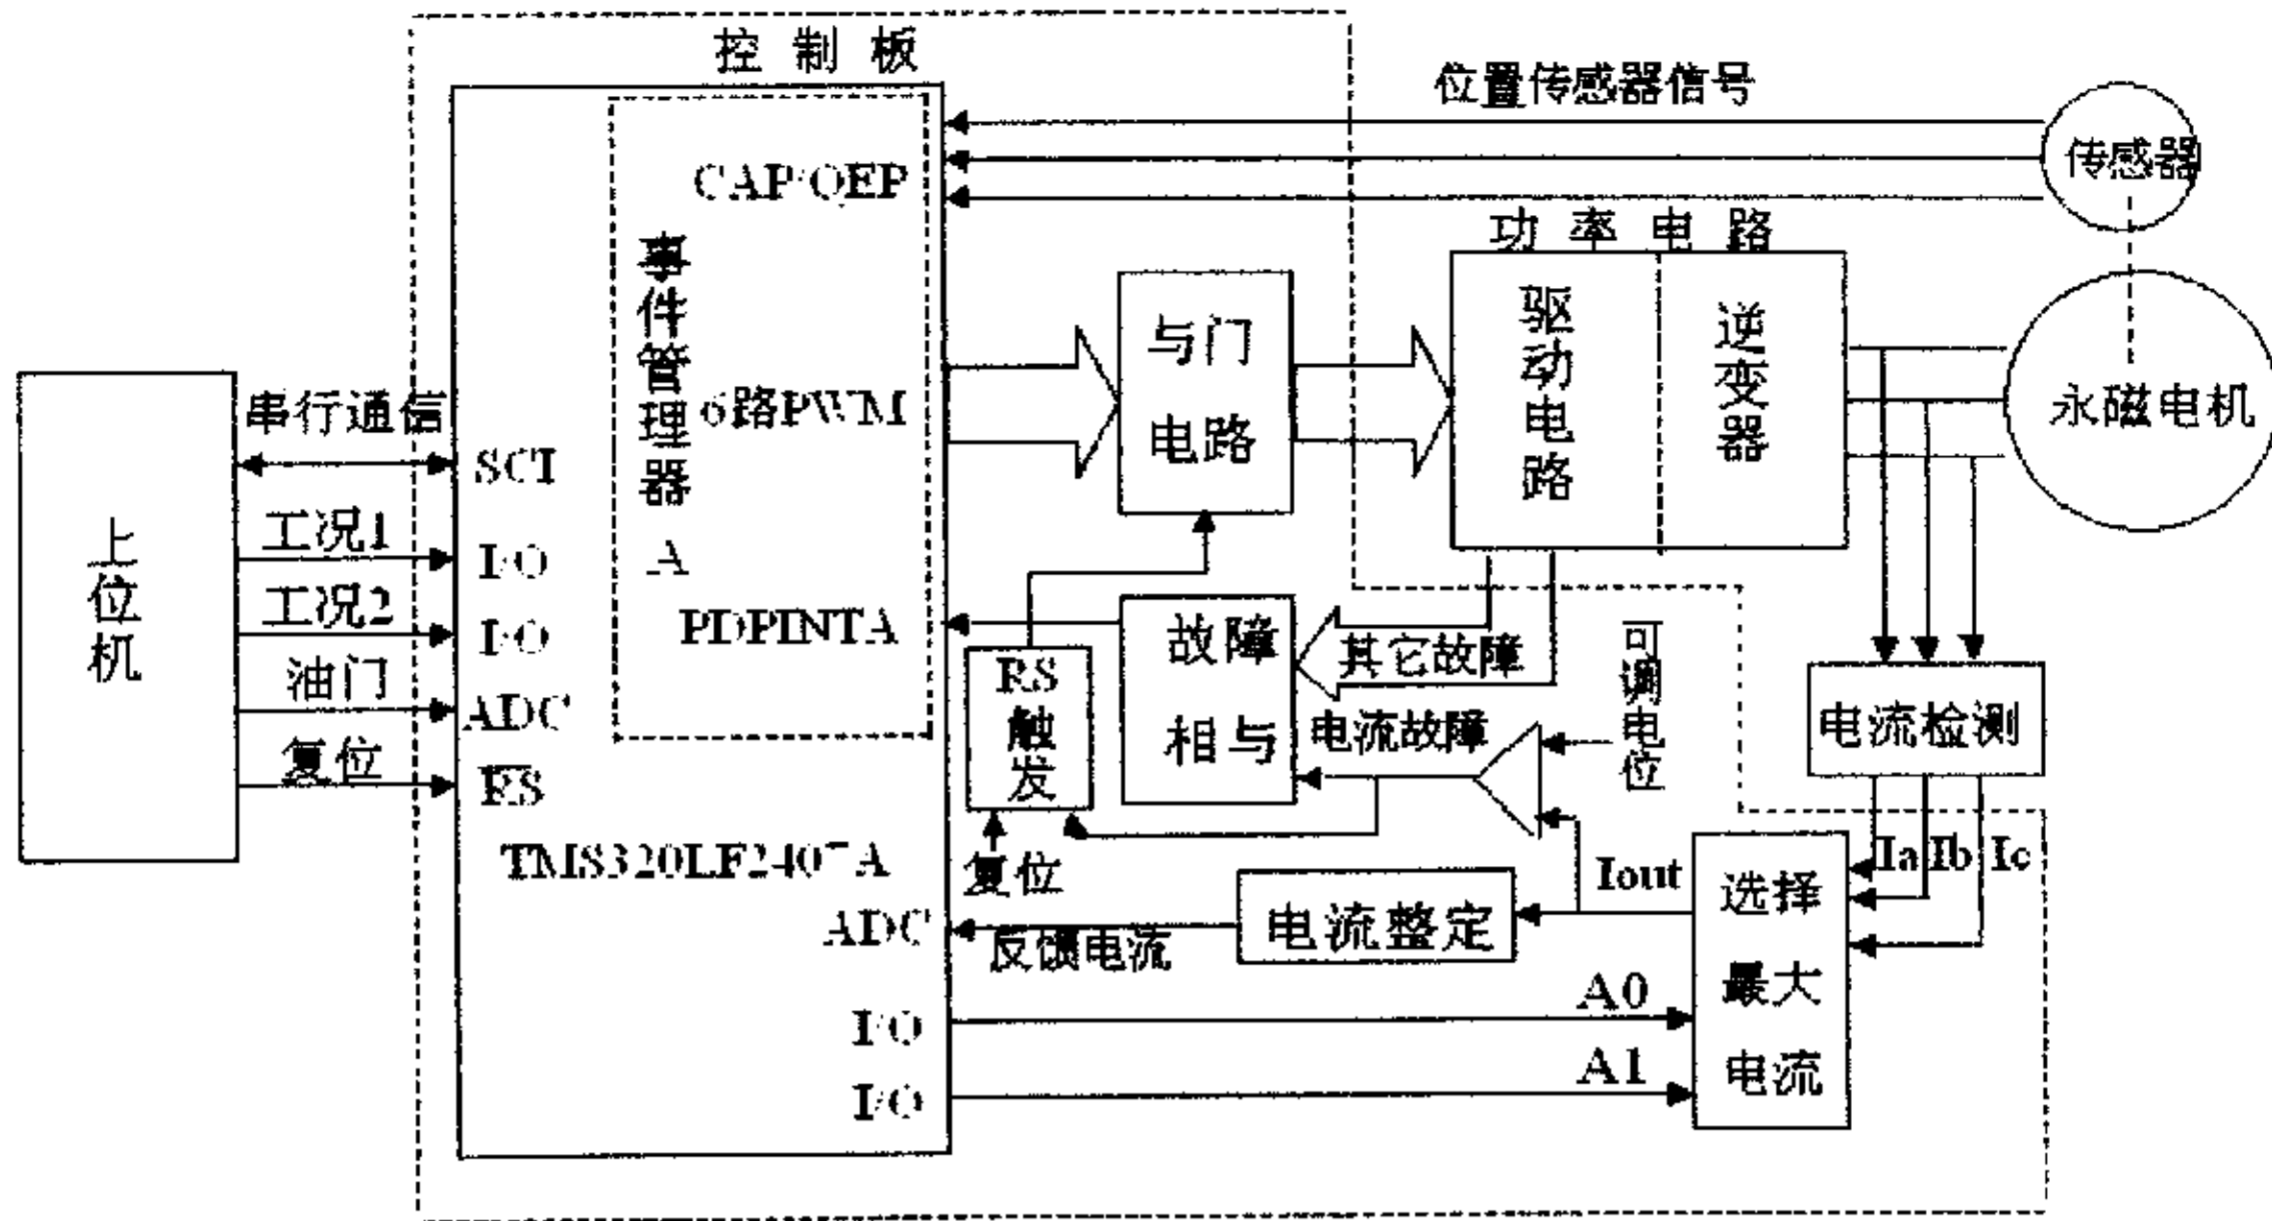 控制板
位置传感器信号
传感器
CAP/QEP
功率电路
事件管理器A
与门电路
驱动电路
逆变器
6路PWM
永磁电机
串行通信
SCI
上位机
工况1
I/O
工况2
I/O
PDPINTA
故障相与
其它故障
可调电位
RS触发
油门
ADC
电流故障
电流检测
复位
RS
TMS320LF2407A
复位
Iout
Ia Ib Ic
选择最大电流
ADC
反馈电流
电流整定
A0
I/O
A1
I/O